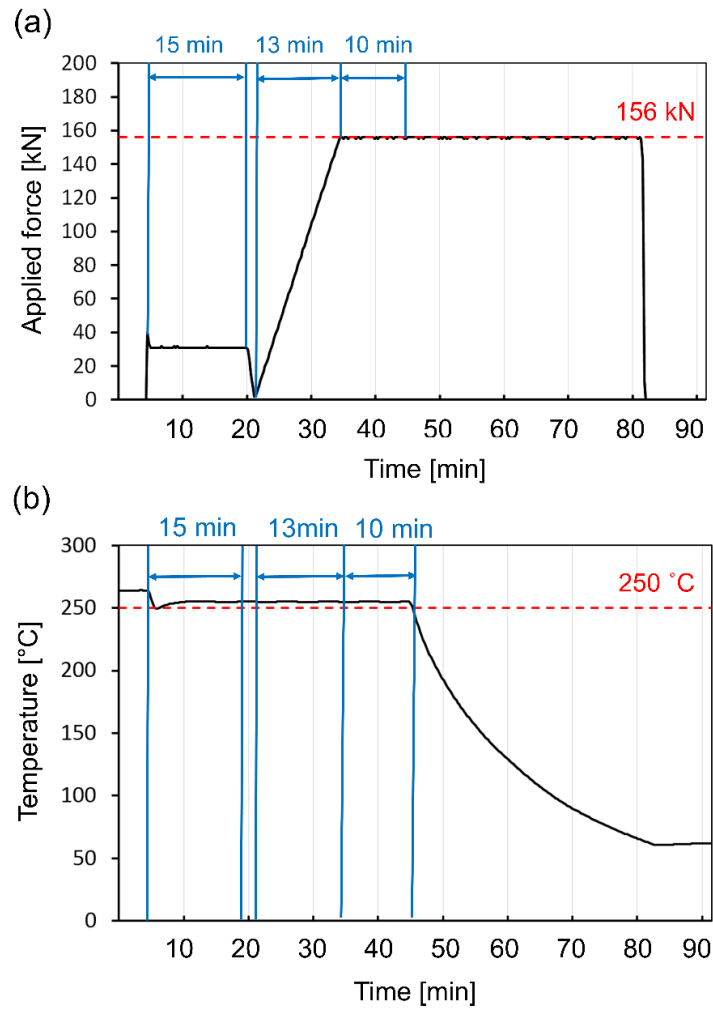 (a)
15 min
13 min
10 min
200
180
160
140
120
100
80
60
40
20
0
156 kN
Applied force [kN]
10 20 30 40 50 60 70 80 90
Time [min]
(b)
15 min
13min
10 min
300
250
200
150
100
50
0
250 ˚C
Temperature [°C]
10 20 30 40 50 60 70 80 90
Time [min]